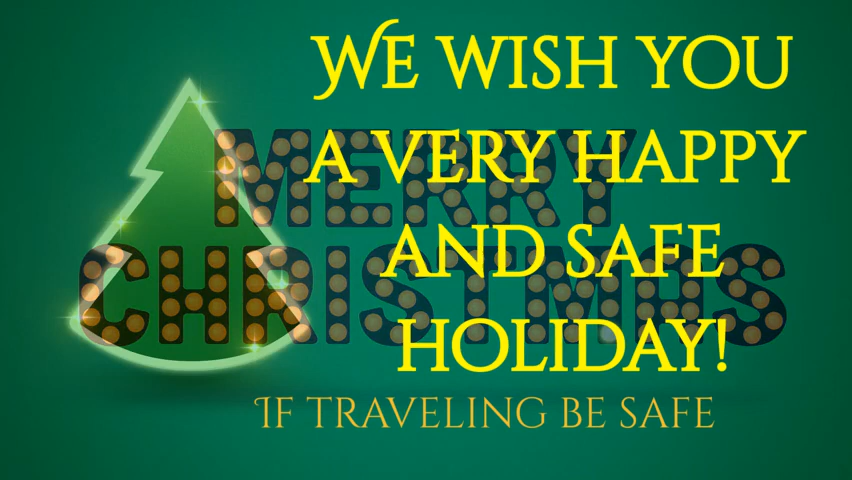 We wish you
a very happy
and safe
holiday!
MERRY
CHRISTMAS
If traveling be safe